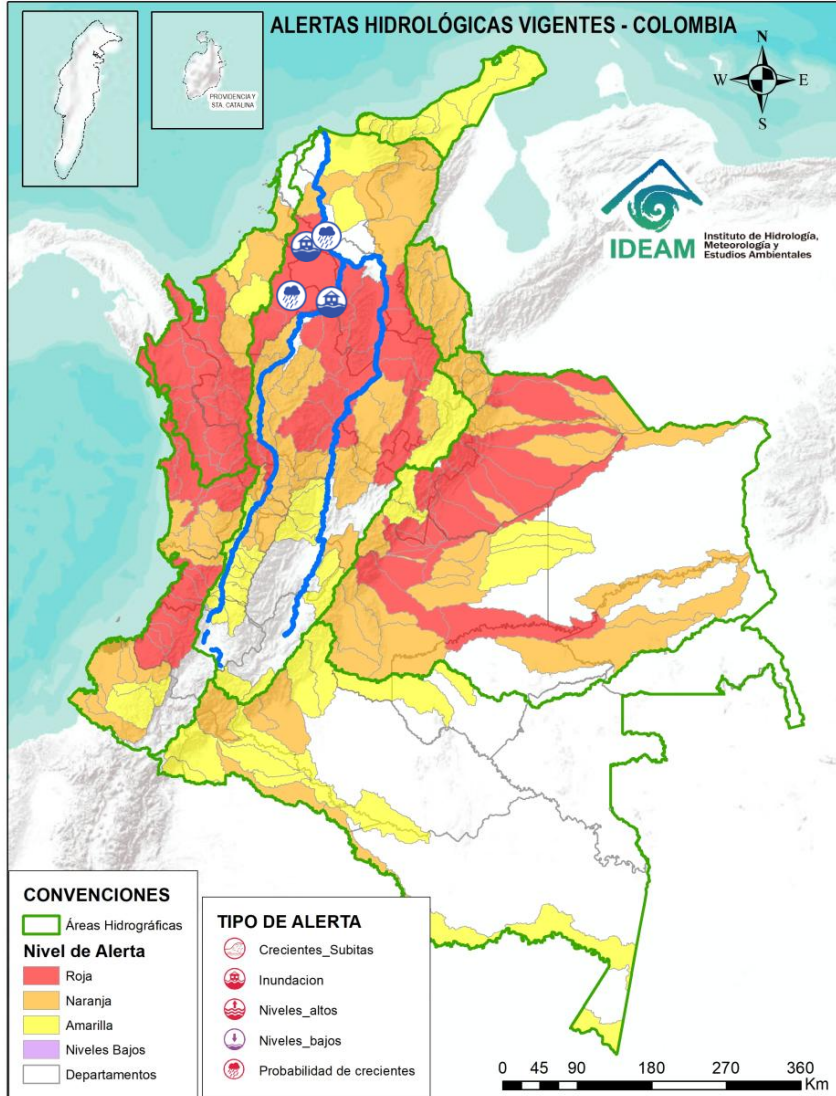 ALERTAS HIDROLÓGICAS VIGENTES - COLOMBIA
PROVIDENCIA Y
STA. CATALINA
N
W
E
S
IDEAM
Instituto de Hidrología,
Meteorología y
Estudios Ambientales
CONVENCIONES
Áreas Hidrográficas
Nivel de Alerta
Roja
Naranja
Amarilla
Niveles Bajos
Departamentos
TIPO DE ALERTA
Crecientes_Subitas
Inundacion
Niveles_altos
Niveles_bajos
Probabilidad de crecientes
0 45 90 180 270 360
Km